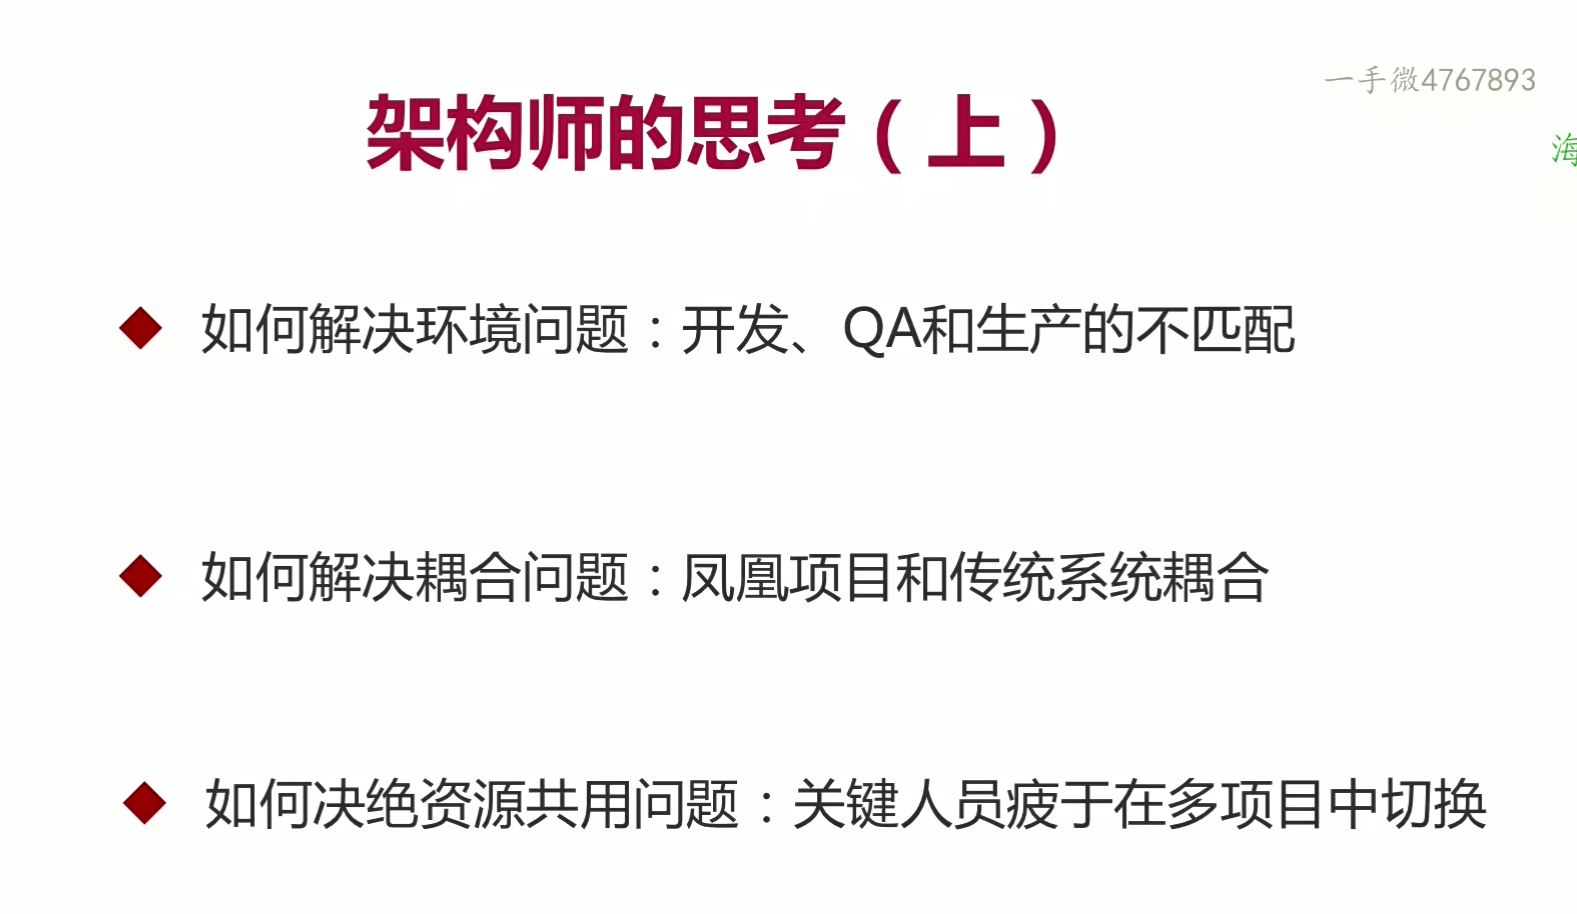 一手微4767893
架构师的思考（上）
海
如何解决环境问题：开发、QA和生产的不匹配
如何解决耦合问题：凤凰项目和传统系统耦合
如何决绝资源共用问题：关键人员疲于在多项目中切换